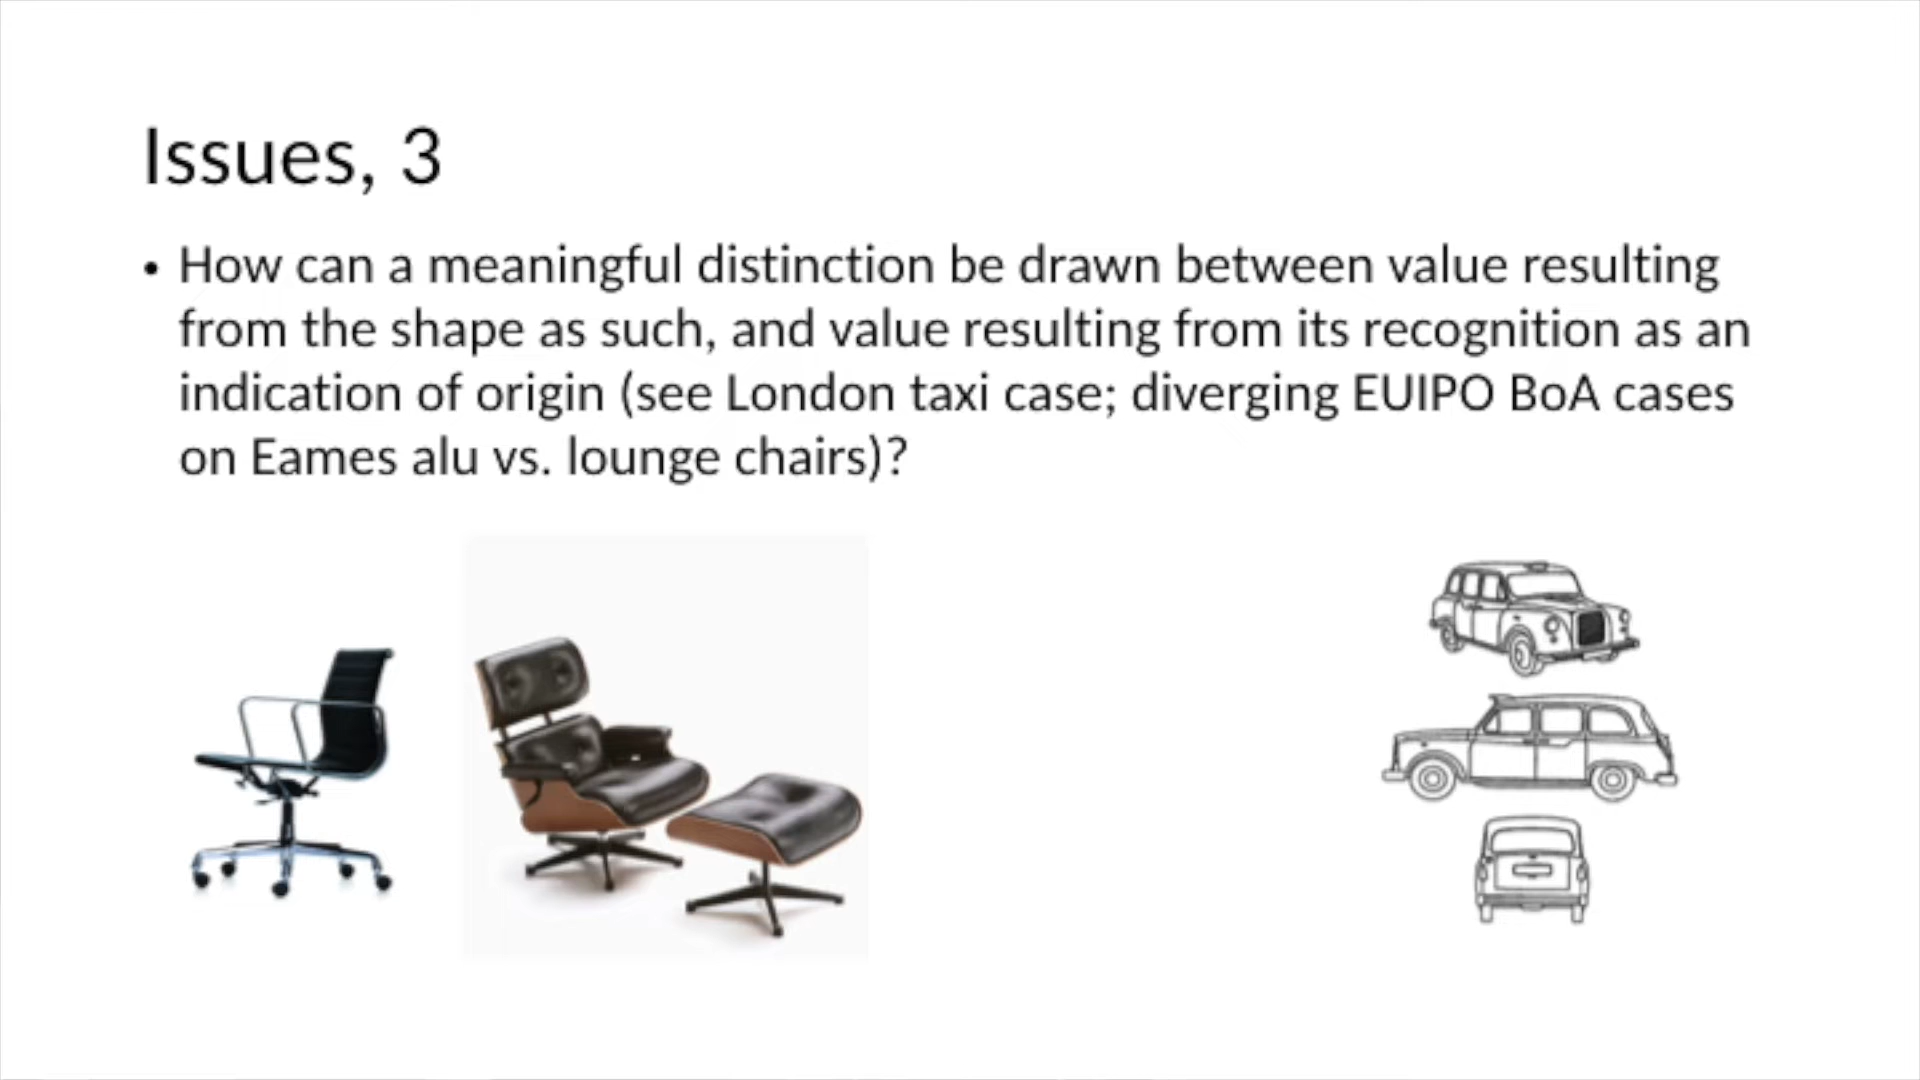 Issues, 3
• How can a meaningful distinction be drawn between value resulting
from the shape as such, and value resulting from its recognition as an
indication of origin (see London taxi case; diverging EUIPO BoA cases
on Eames alu vs. lounge chairs)?